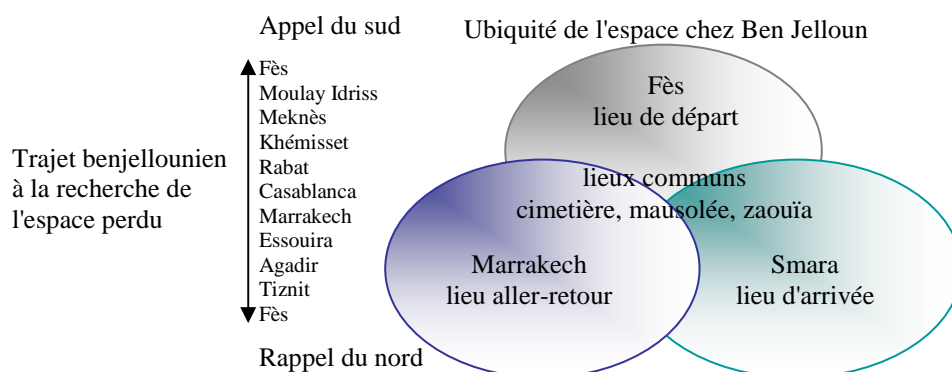 Appel du sud
Ubiquité de l'espace chez Ben Jelloun
Trajet benjellounien
à la recherche de
l'espace perdu
Fès
Moulay Idriss
Meknès
Khémisset
Rabat
Casablanca
Marrakech
Essouira
Agadir
Tiznit
Fès
Rappel du nord
Fès
lieu de départ
lieux communs
cimetière, mausolée, zaouïa
Marrakech
lieu aller-retour
Smara
lieu d'arrivée